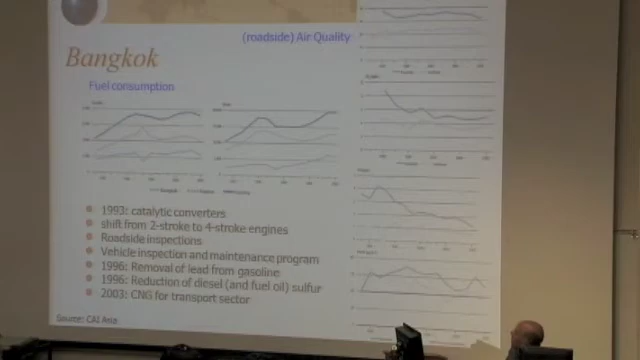 (roadside) Air Quality
Bangkok
Fuel consumption
1993: catalytic converters
shift from 2-stroke to 4-stroke engines
Roadside inspections
Vehicle inspection and maintenance program
1996: Removal of lead from gasoline
1996: Reduction of diesel (and fuel oil) sulfur
2003: CNG for transport sector
Source: CAI Asia